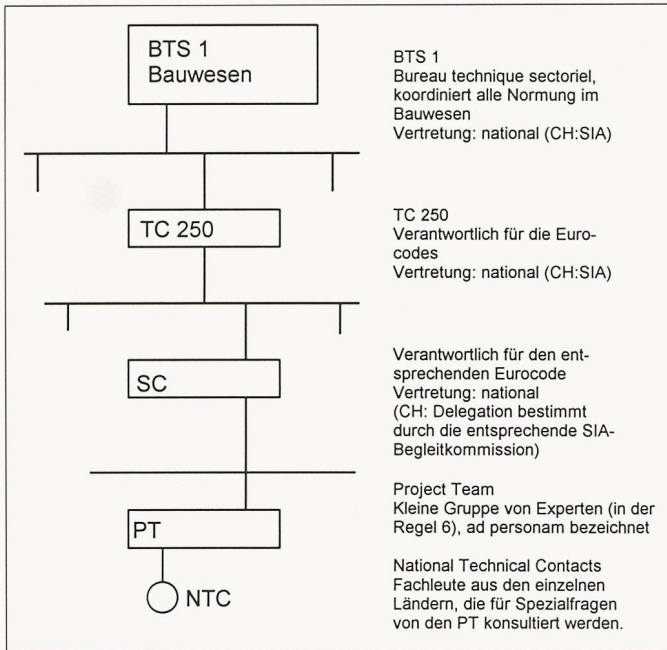 BTS 1
Bauwesen
BTS 1
Bureau technique sectoriel,
koordiniert alle Normung im
Bauwesen
Vertretung: national (CH:SIA)
TC 250
TC 250
Verantwortlich für die Euro-
codes
Vertretung: national (CH:SIA)
SC
Verantwortlich für den ent-
sprechenden Eurocode
Vertretung: national
(CH: Delegation bestimmt
durch die entsprechende SIA-
Begleitkommission)
PT
Project Team
Kleine Gruppe von Experten (in der
Regel 6), ad personam bezeichnet
NTC
National Technical Contacts
Fachleute aus den einzelnen
Ländern, die für Spezialfragen
von den PT konsultiert werden.